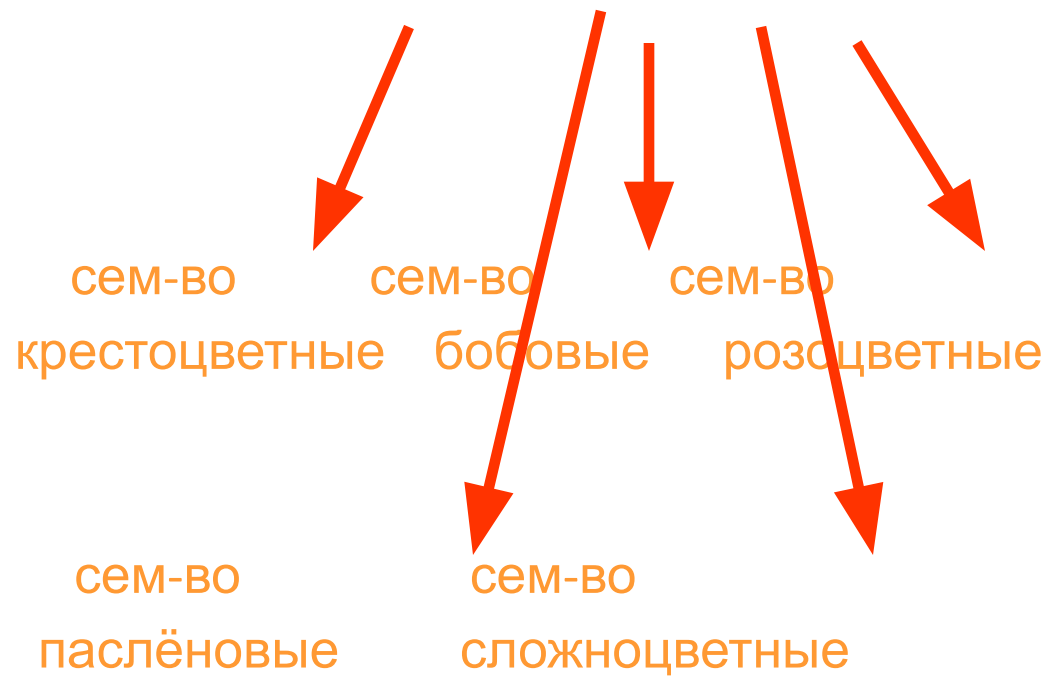 сем-во сем-во сем-во
крестоцветные бобовые розоцветные
сем-во сем-во
паслёновые сложноцветные